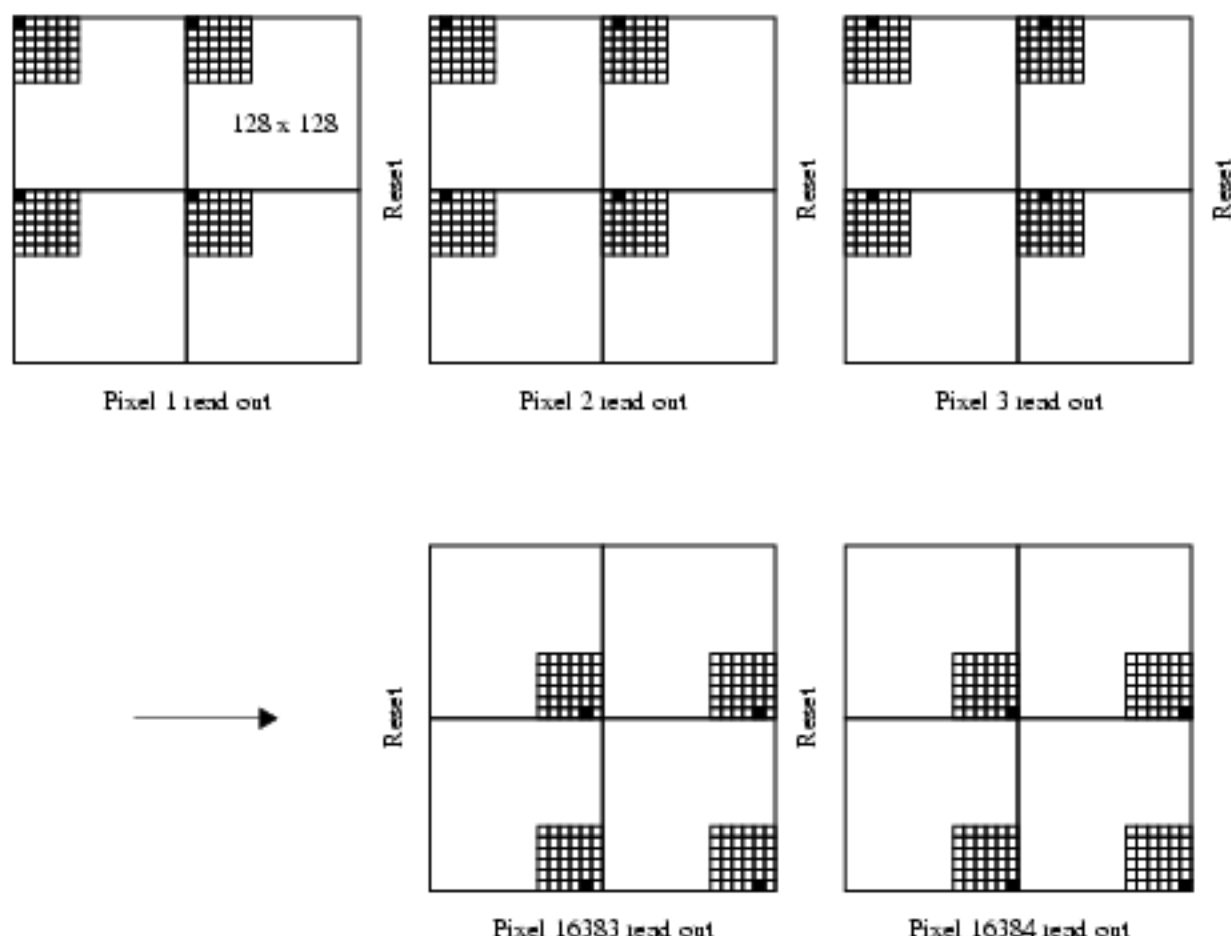 128 x 128
Reset
Reset
Reset
Pixel 1 read out
Pixel 2 read out
Pixel 3 read out
Reset
Reset
Pixel 16383 read out
Pixel 16384 read out